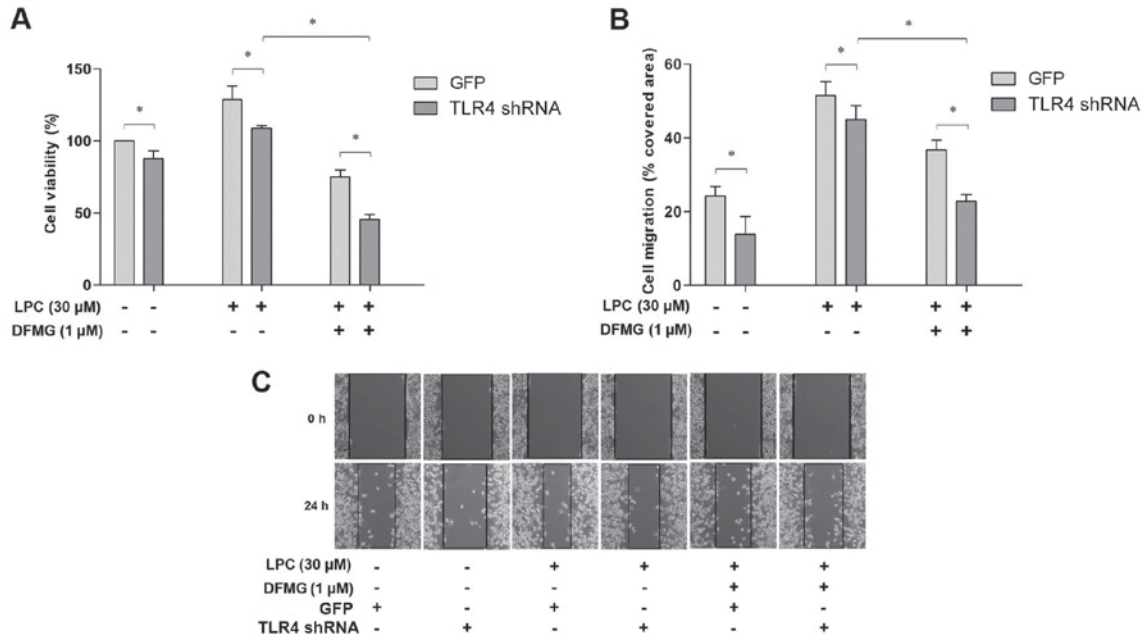 A
*
*
*
*
150
100
50
0
Cell viability (%)
GFP
TLR4 shRNA
LPC (30 µM) - - + + + +
DFMG (1 µM) - - - - + +
B
*
*
*
*
60
40
20
0
Cell migration (% covered area)
GFP
TLR4 shRNA
LPC (30 µM) - - + + + +
DFMG (1 µM) - - - - + +
C
0 h
24 h
LPC (30 µM) - - + + + +
DFMG (1 µM) - - - - + +
GFP + - + - + -
TLR4 shRNA - + - + - +